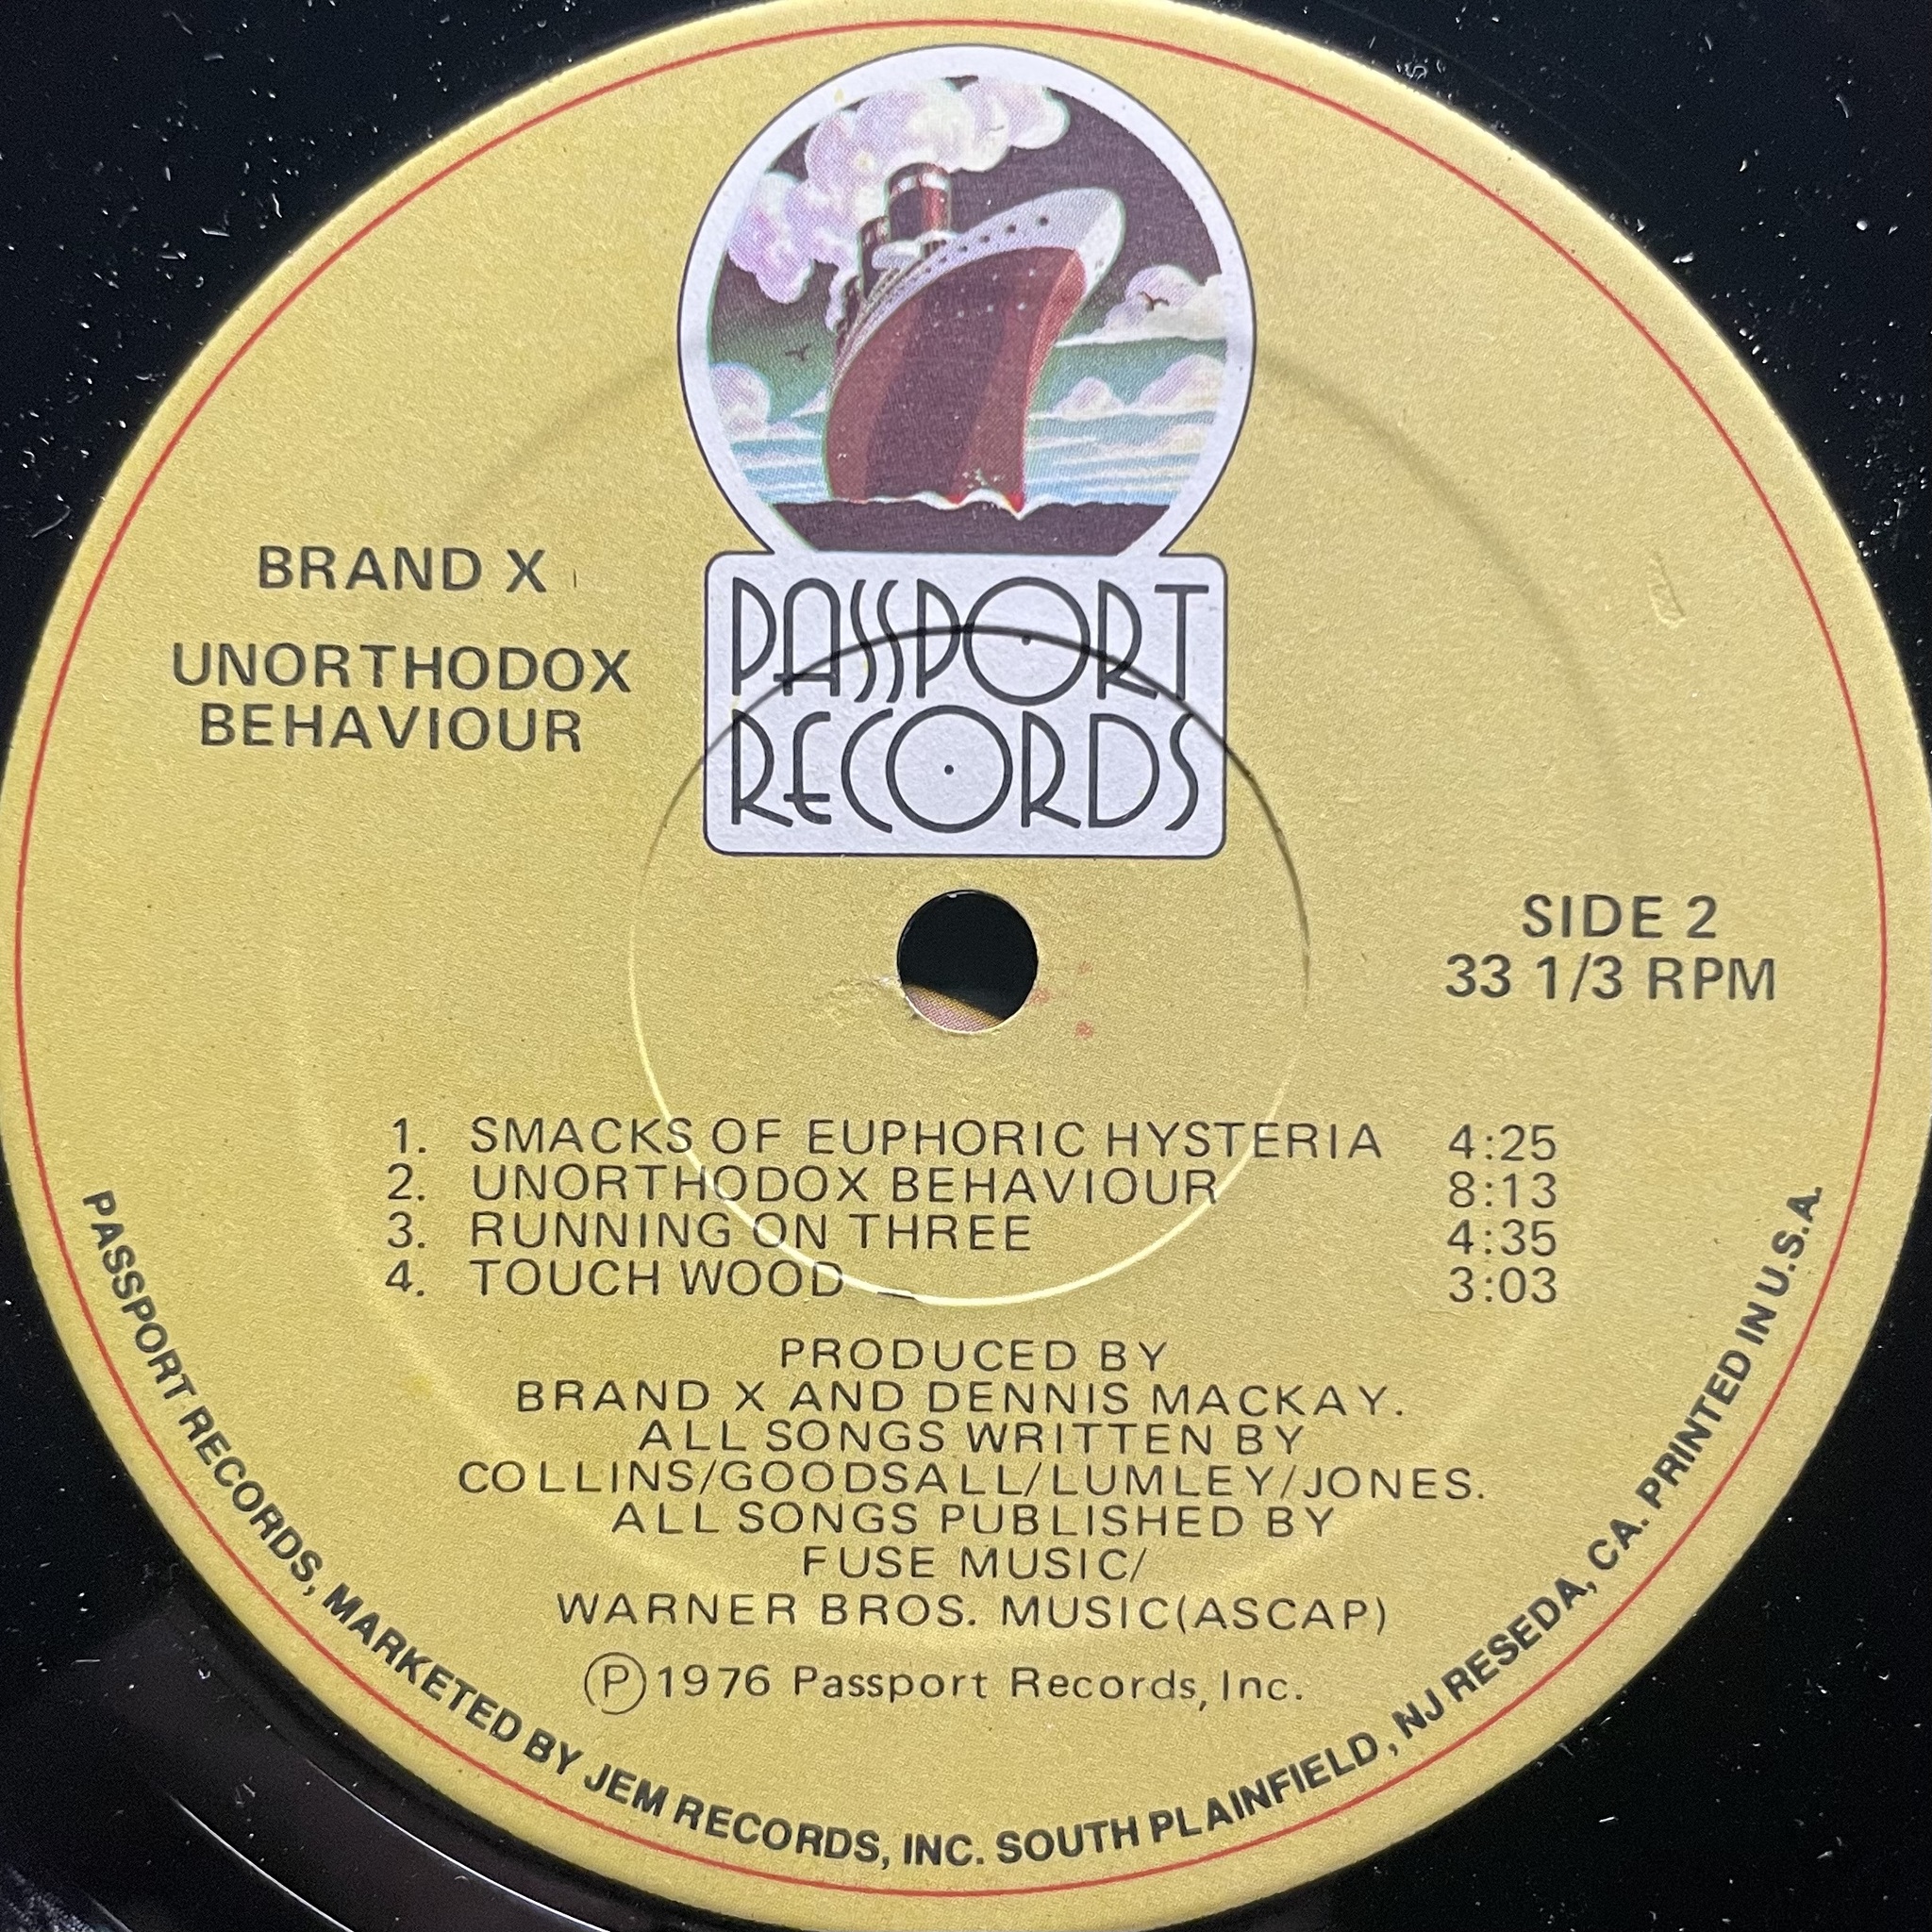 PASSPORT
RECORDS
BRAND X
UNORTHODOX
BEHAVIOUR
SIDE 2
33 1/3 RPM
1. SMACKS OF EUPHORIC HYSTERIA 4:25
2. UNORTHODOX BEHAVIOUR 8:13
3. RUNNING ON THREE 4:35
4. TOUCH WOOD 3:03
PRODUCED BY
BRAND X AND DENNIS MACKAY.
ALL SONGS WRITTEN BY
COLLINS/GOODSALL/LUMLEY/JONES.
ALL SONGS PUBLISHED BY
FUSE MUSIC/
WARNER BROS. MUSIC(ASCAP)
Ⓟ1976 Passport Records, Inc.
PASSPORT RECORDS, MARKETED BY JEM RECORDS, INC. SOUTH PLAINFIELD, NJ RESEDA, CA. PRINTED IN U.S.A.